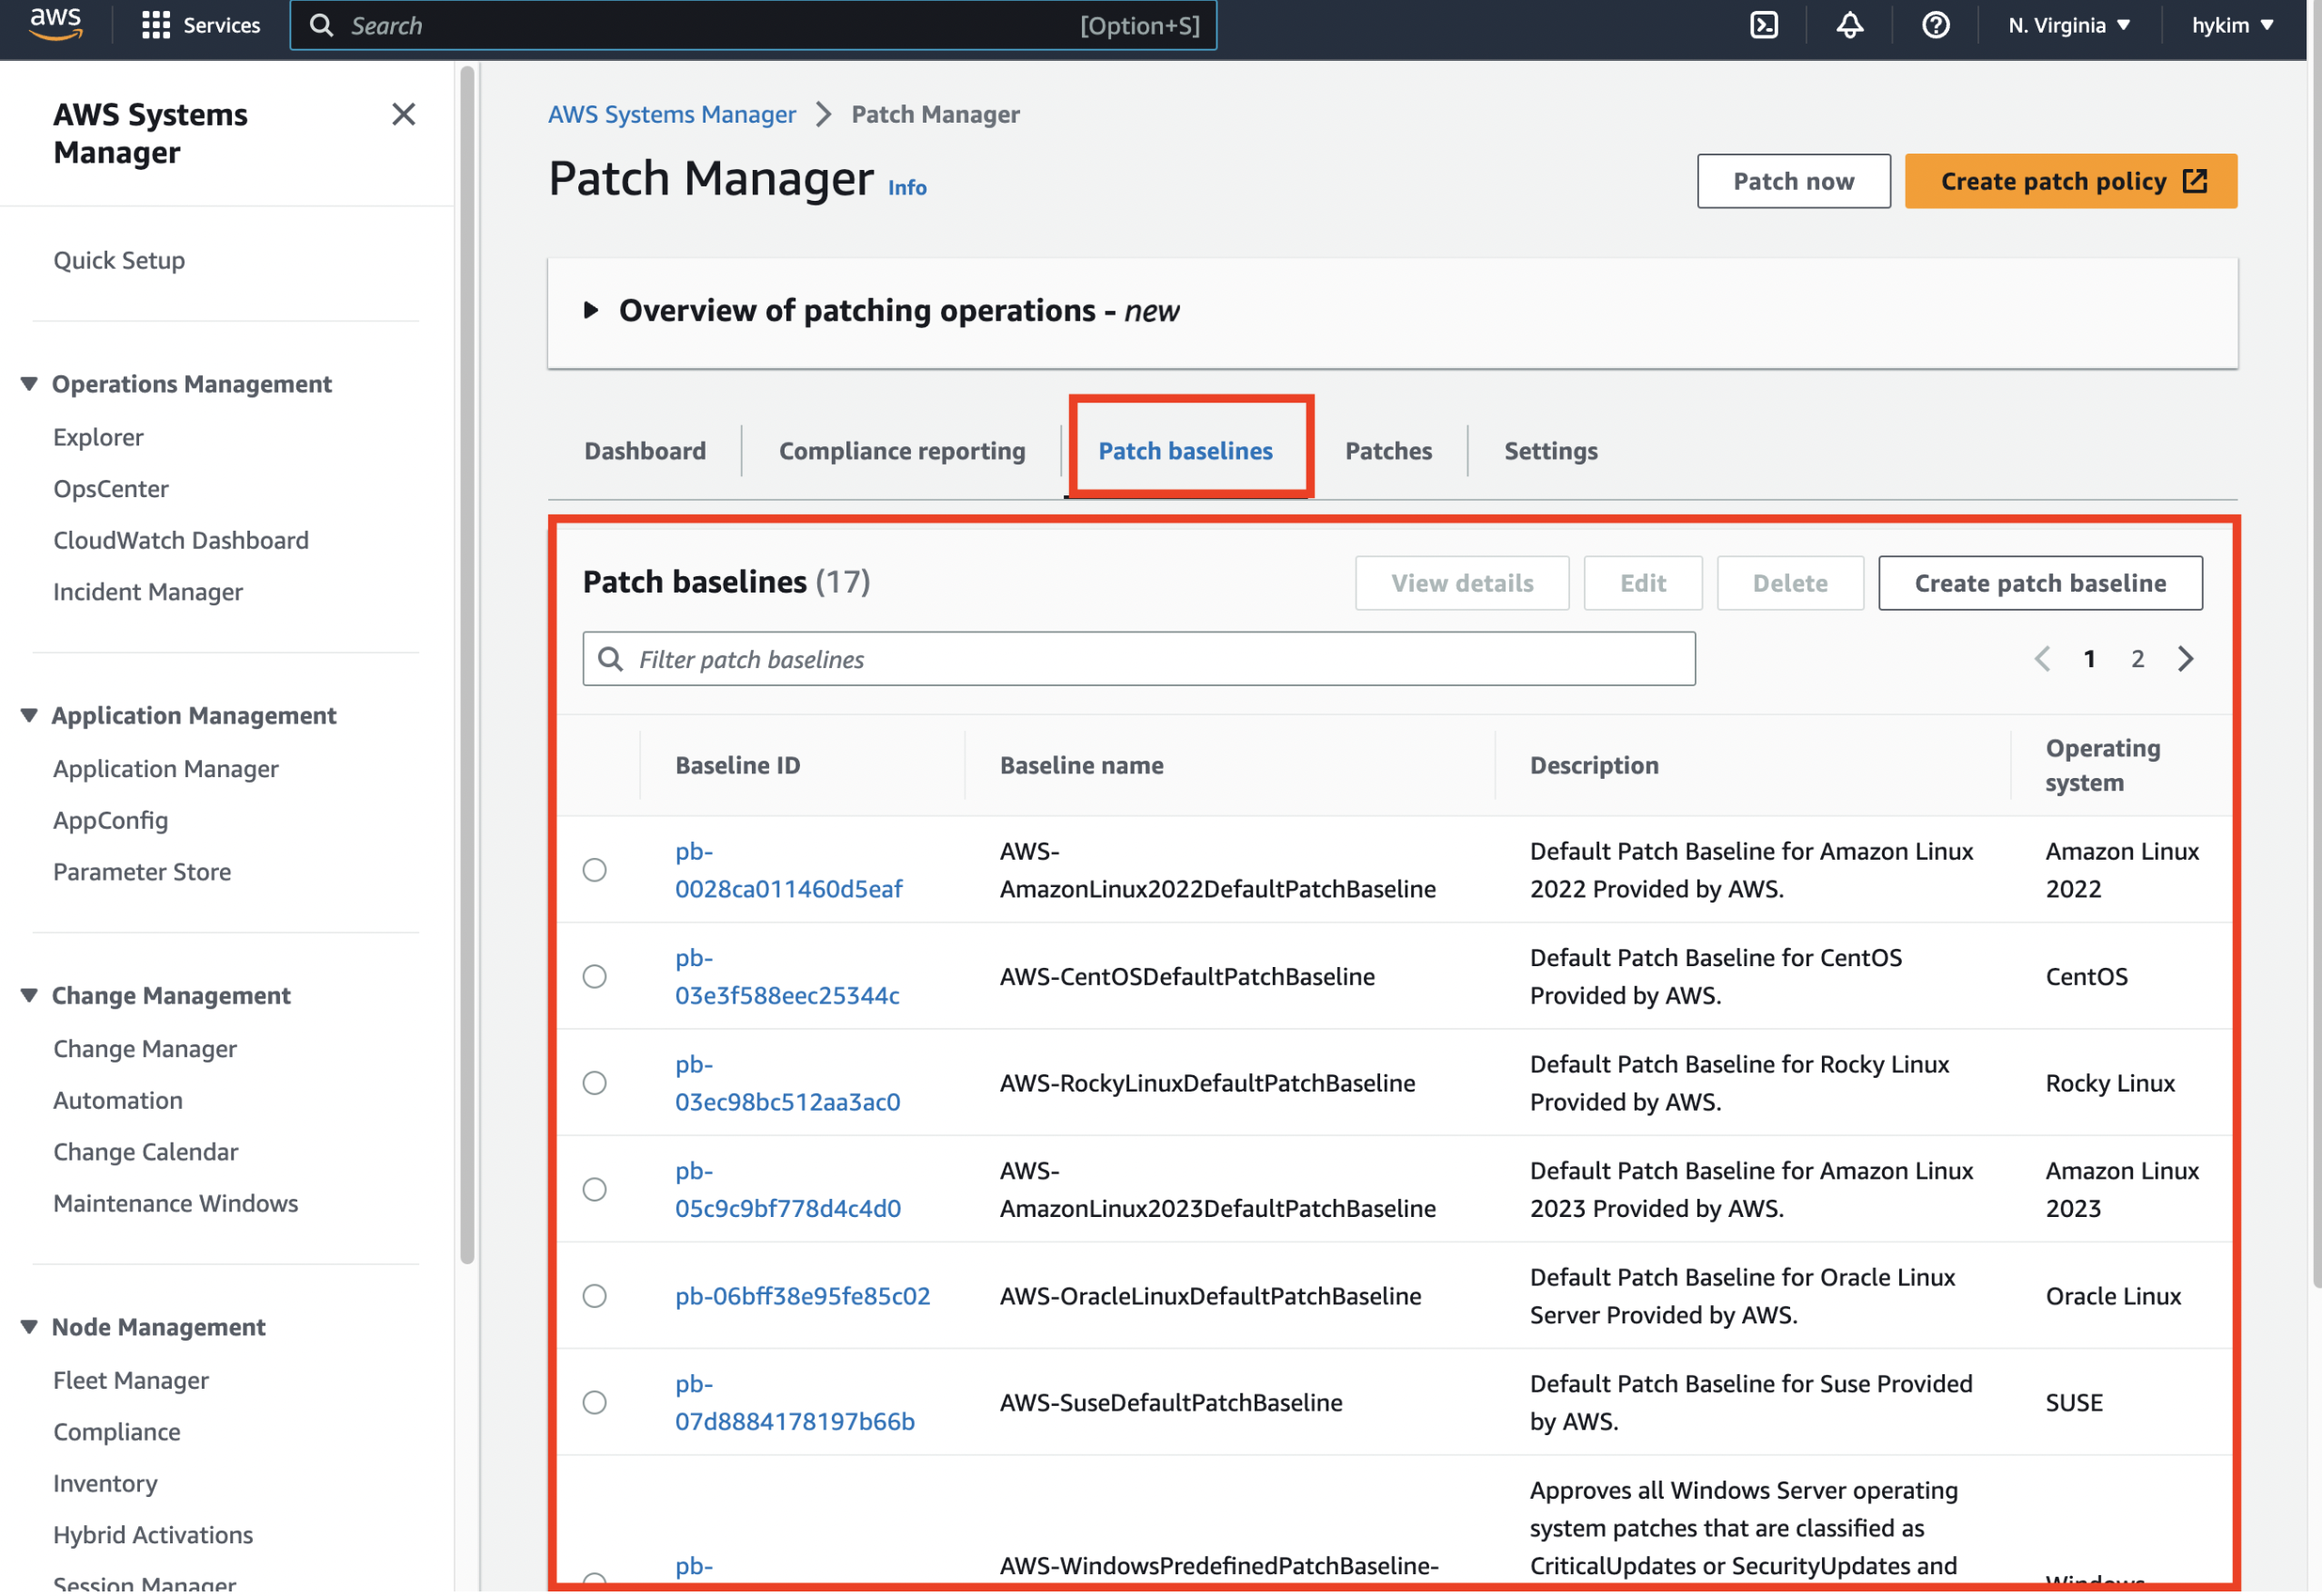 aws
Services
Search
[Option+S]
N. Virginia
hykim
AWS Systems
Manager
Quick Setup
Operations Management
Explorer
OpsCenter
CloudWatch Dashboard
Incident Manager
Application Management
Application Manager
AppConfig
Parameter Store
Change Management
Change Manager
Automation
Change Calendar
Maintenance Windows
Node Management
Fleet Manager
Compliance
Inventory
Hybrid Activations
Session Manager
AWS Systems Manager
Patch Manager
Patch Manager
Info
Patch now
Create patch policy
Overview of patching operations - new
Dashboard
Compliance reporting
Patch baselines
Patches
Settings
Patch baselines (17)
View details
Edit
Delete
Create patch baseline
Filter patch baselines
1
2
Baseline ID
Baseline name
Description
Operating
system
pb-
0028ca011460d5eaf
AWS-
AmazonLinux2022DefaultPatchBaseline
Default Patch Baseline for Amazon Linux
2022 Provided by AWS.
Amazon Linux
2022
pb-
03e3f588eec25344c
AWS-CentOSDefaultPatchBaseline
Default Patch Baseline for CentOS
Provided by AWS.
CentOS
pb-
03ec98bc512aa3ac0
AWS-RockyLinuxDefaultPatchBaseline
Default Patch Baseline for Rocky Linux
Provided by AWS.
Rocky Linux
pb-
05c9c9bf778d4c4d0
AWS-
AmazonLinux2023DefaultPatchBaseline
Default Patch Baseline for Amazon Linux
2023 Provided by AWS.
Amazon Linux
2023
pb-06bff38e95fe85c02
AWS-OracleLinuxDefaultPatchBaseline
Default Patch Baseline for Oracle Linux
Server Provided by AWS.
Oracle Linux
pb-
07d8884178197b66b
AWS-SuseDefaultPatchBaseline
Default Patch Baseline for Suse Provided
by AWS.
SUSE
pb-
AWS-WindowsPredefinedPatchBaseline-
Approves all Windows Server operating
system patches that are classified as
CriticalUpdates or SecurityUpdates and
Windows